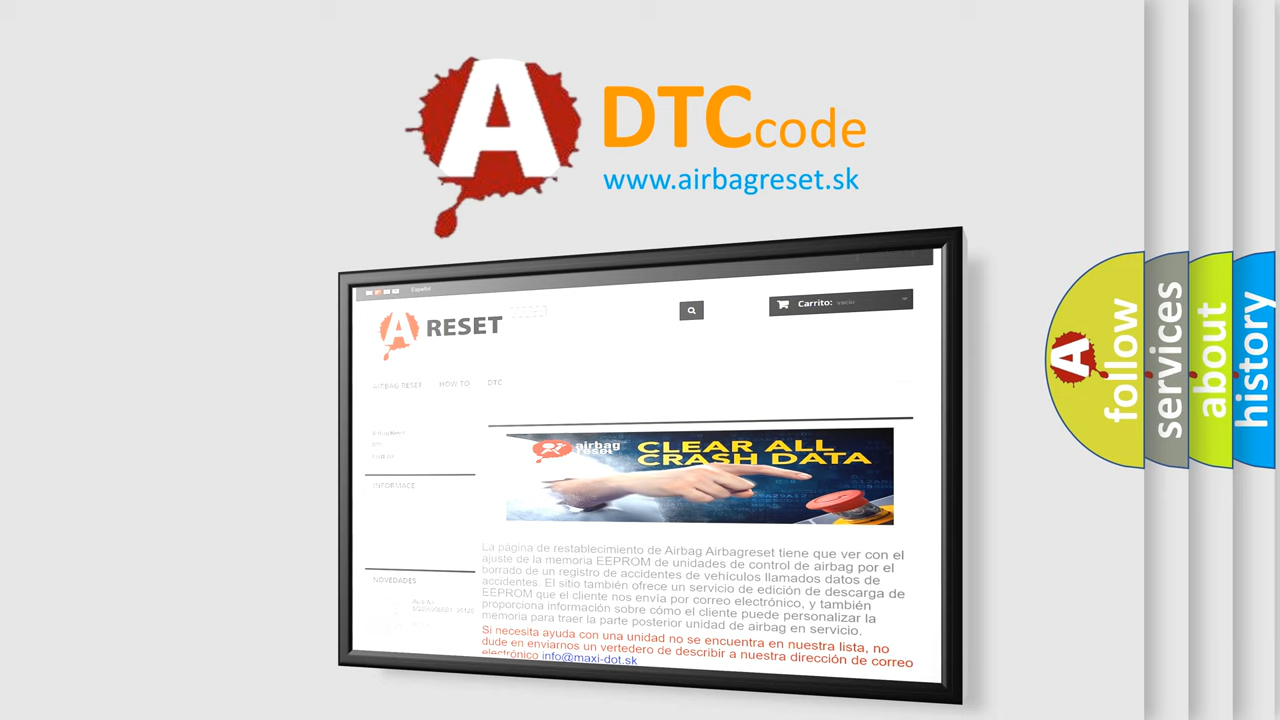 A
DTCcode
www.airbagreset.sk
Español
A RESET
Carrito: vacío
AIRBAG RESET HOW TO DTC
airbag
reset
CLEAR ALL
CRASH DATA
INFORMACE
La página de restablecimiento de Airbag Airbagreset tiene que ver con el
ajuste de la memoria EEPROM de unidades de control de airbag por el
borrado de un registro de accidentes de vehículos llamados datos de
accidentes. El sitio también ofrece un servicio de edición de descarga de
EEPROM que el cliente nos envía por correo electrónico, y también
proporciona información sobre cómo el cliente puede personalizar la
memoria para traer la parte posterior unidad de airbag en servicio.
Si necesita ayuda con una unidad no se encuentra en nuestra lista, no
dude en enviarnos un vertedero de describir a nuestra dirección de correo
electrónico info@maxi-dot.sk
NOVEDADES
A
follow
services
about
history